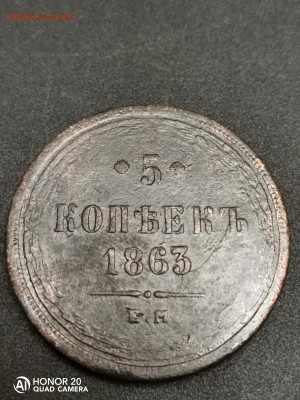 5
КОПѢЕКЪ
1863
Е.М
HONOR 20
QUAD CAMERA